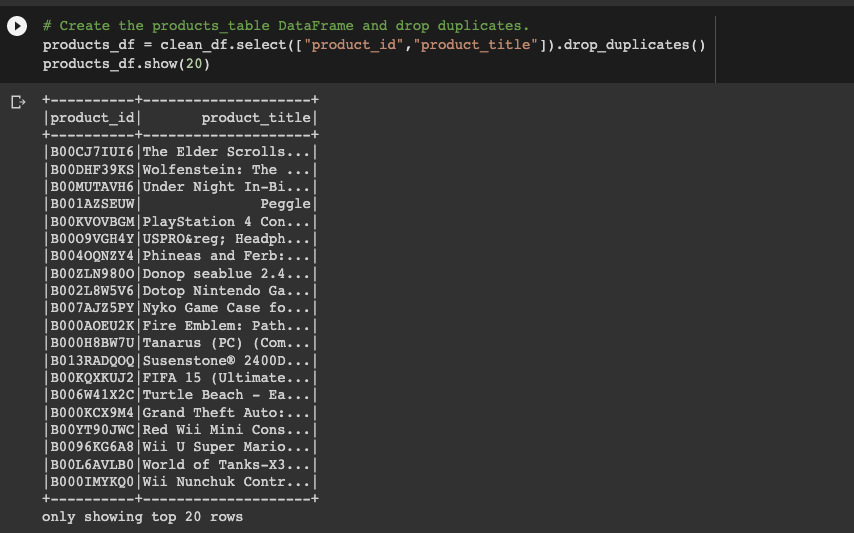 # Create the products_table DataFrame and drop duplicates.
products_df = clean_df.select(["product_id","product_title"]).drop_duplicates()
products_df.show(20)
+----------+--------------------+
|product_id|       product_title|
+----------+--------------------+
|B00CJ7IUI6|The Elder Scrolls...|
|B00DHF39KS|Wolfenstein: The ...|
|B00MUTAVH6|Under Night In-Bi...|
|B001AZSEUW|              Peggle|
|B00KVOVBGM|PlayStation 4 Con...|
|B0009VGH4Y|USPRO&reg; Headph...|
|B004OQNZY4|Phineas and Ferb:...|
|B00ZLN980O|Donop seablue 2.4...|
|B002L8W5V6|Dotop Nintendo Ga...|
|B007AJZ5PY|Nyko Game Case fo...|
|B000AOEU2K|Fire Emblem: Path...|
|B000H8BW7U|Tanarus (PC) (Com...|
|B013RADQOQ|Susenstone® 2400D...|
|B00KQXKUJ2|FIFA 15 (Ultimate...|
|B006W41X2C|Turtle Beach - Ea...|
|B000KCX9M4|Grand Theft Auto:...|
|B00YT90JWC|Red Wii Mini Cons...|
|B0096KG6A8|Wii U Super Mario...|
|B00L6AVLB0|World of Tanks-X3...|
|B000IMYKQ0|Wii Nunchuk Contr...|
+----------+--------------------+
only showing top 20 rows